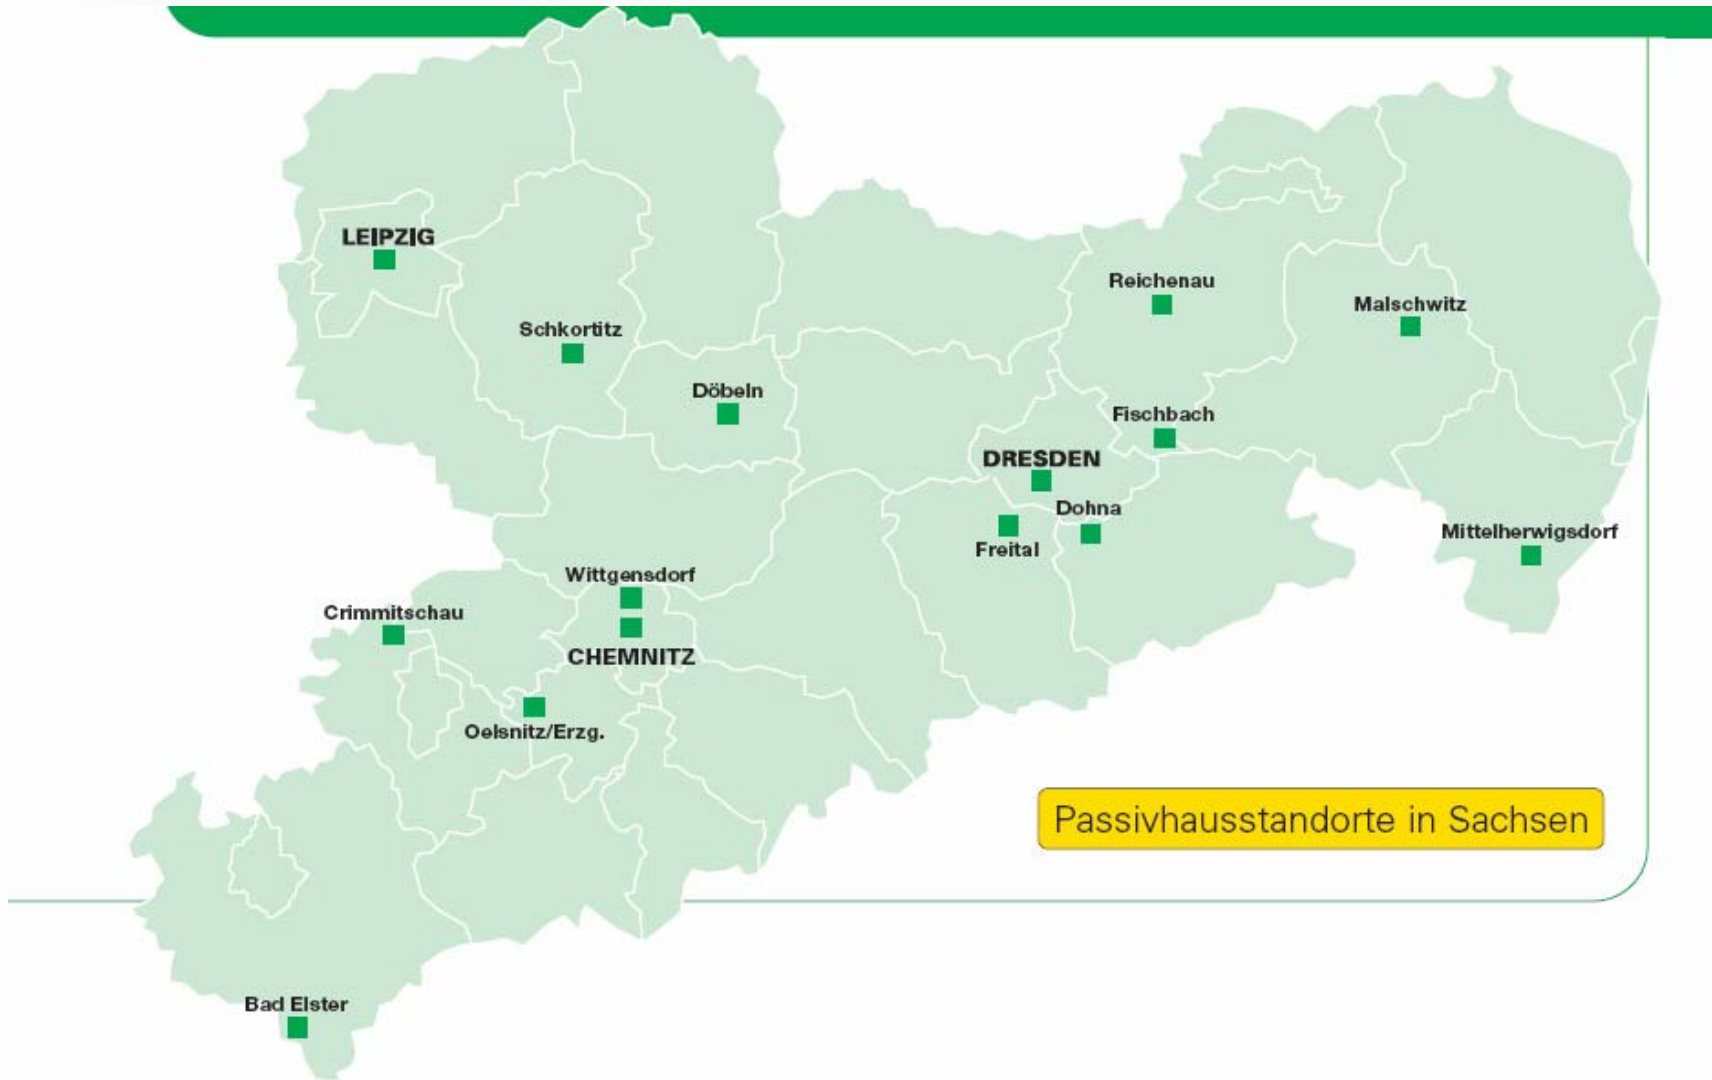 LEIPZIG
Reichenau
Malschwitz
Schkortitz
Döbeln
Fischbach
DRESDEN
Dohna
Freital
Mittelherwigsdorf
Wittgensdorf
Crimmitschau
CHEMNITZ
Oelsnitz/Erzg.
Passivhausstandorte in Sachsen
Bad Elster